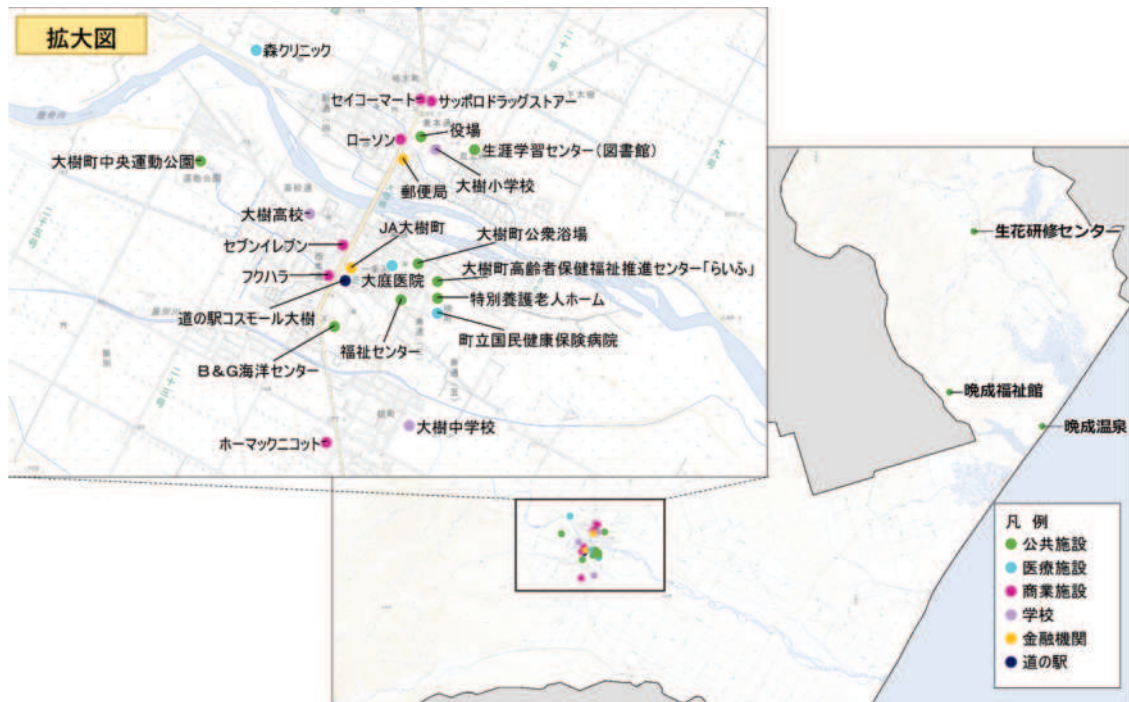 拡大図
森クリニック
セイコーマート
サッポロドラッグストアー
ローソン
役場
生涯学習センター(図書館)
大樹町中央運動公園
郵便局
大樹小学校
大樹高校
JA大樹町
大樹町公衆浴場
セブンイレブン
フクハラ
大庭医院
大樹町高齢者保健福祉推進センター「らいふ」
特別養護老人ホーム
道の駅コスモール大樹
福祉センター
町立国民健康保険病院
B&G海洋センター
大樹中学校
ホーマックニコット
生花研修センター
晩成福祉館
晩成温泉
凡 例
公共施設
医療施設
商業施設
学校
金融機関
道の駅